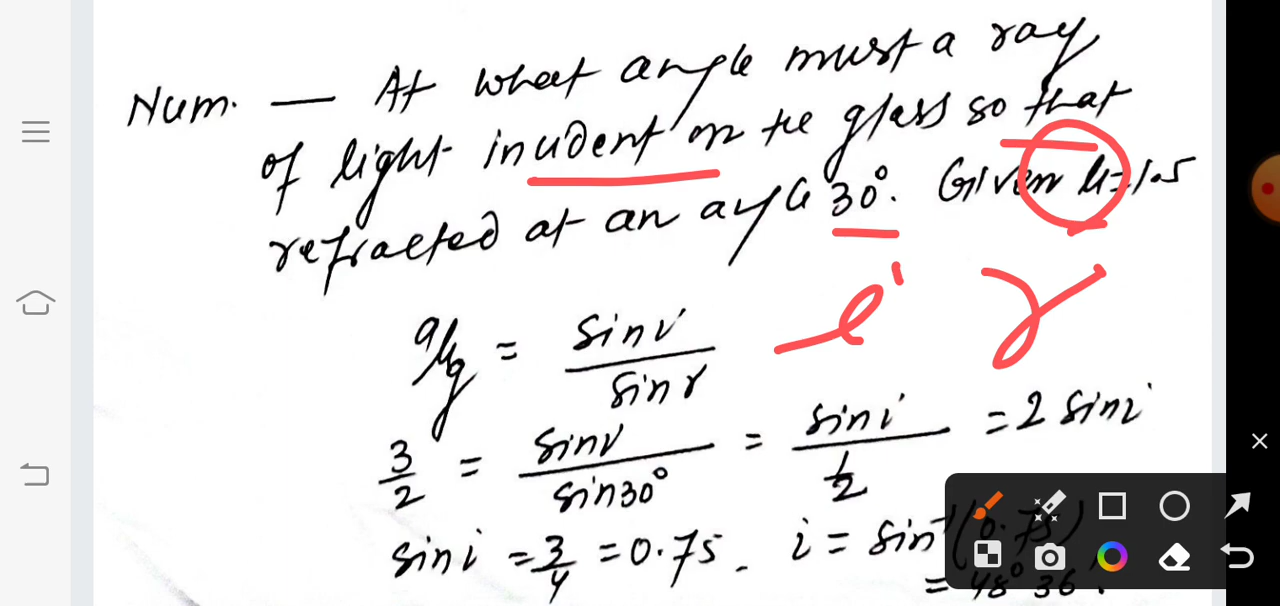 Num. — At what angle must a ray
of light incident on the glass so that
refracted at an angle 30°. Given μ=1.5
i r
aμg = sin i / sin r
3/2 = sin i / sin 30° = sin i / 1/2 = 2 sin i
sin i = 3/4 = 0.75. i = sin⁻¹(0.75)
= 48° 36'.